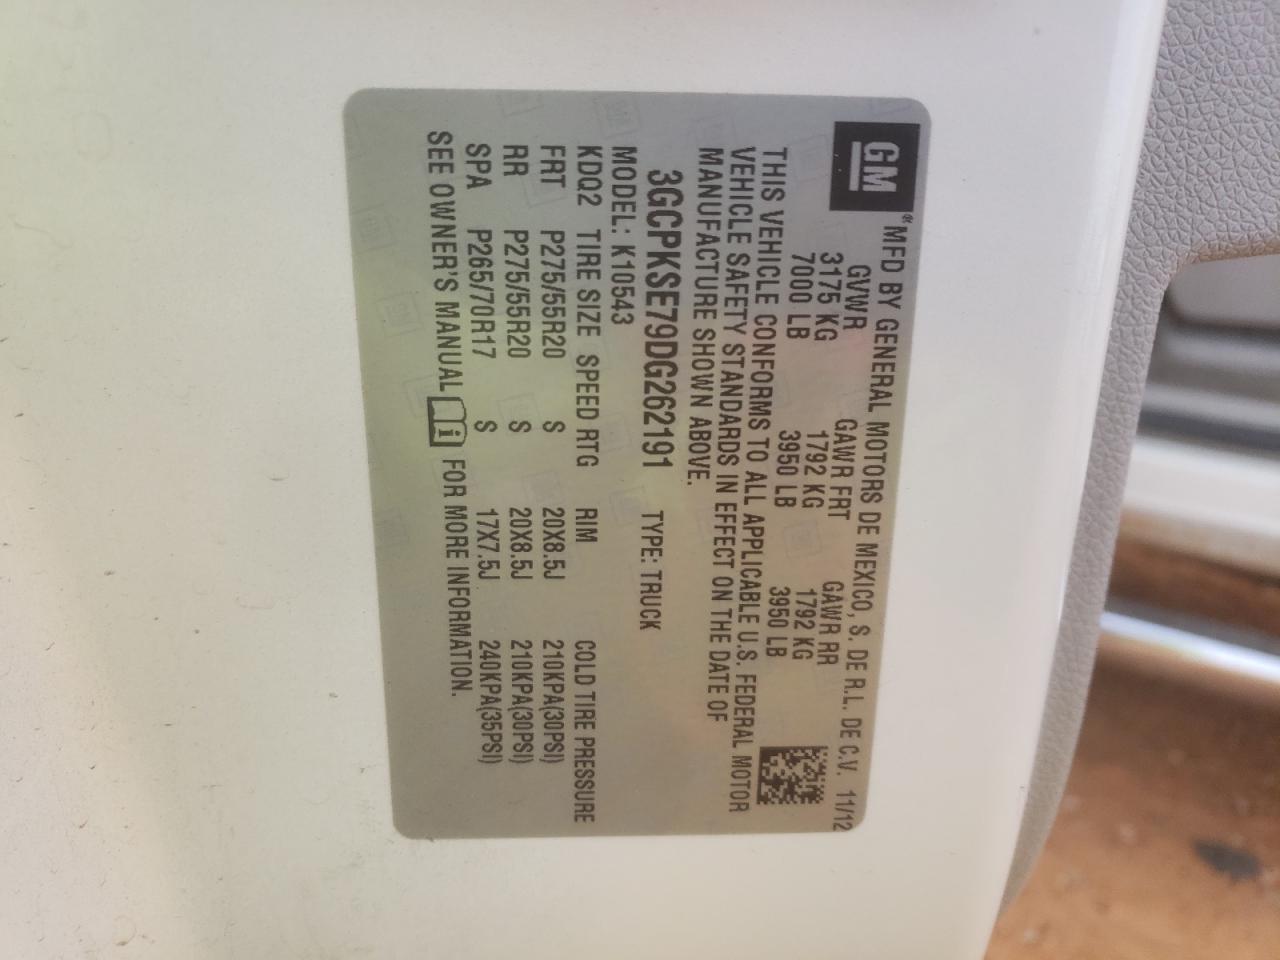 GM
® MFD BY GENERAL MOTORS DE MEXICO, S. DE R.L. DE C.V. 11/12
GVWR GAWR FRT GAWR RR
3175 KG 1792 KG 1792 KG
7000 LB 3950 LB 3950 LB
THIS VEHICLE CONFORMS TO ALL APPLICABLE U.S. FEDERAL MOTOR
VEHICLE SAFETY STANDARDS IN EFFECT ON THE DATE OF
MANUFACTURE SHOWN ABOVE.
3GCPKSE79DG262191 TYPE: TRUCK
MODEL: K10543
KDQ2 TIRE SIZE SPEED RTG RIM COLD TIRE PRESSURE
FRT P275/55R20 S 20X8.5J 210KPA(30PSI)
RR P275/55R20 S 20X8.5J 210KPA(30PSI)
SPA P265/70R17 S 17X7.5J 240KPA(35PSI)
SEE OWNER'S MANUAL i FOR MORE INFORMATION.